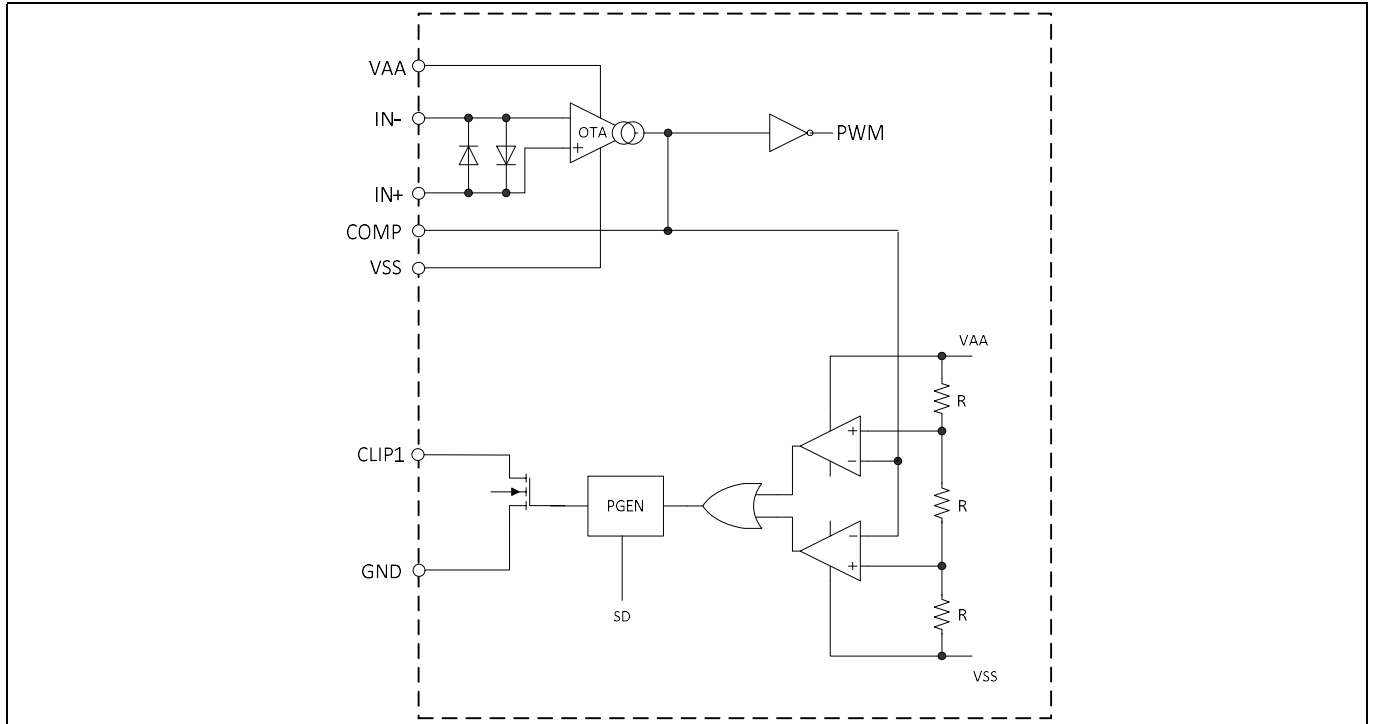 VAA
IN-
OTA
+
PWM
IN+
COMP
VSS
VAA
R
+
-
CLIP1
PGEN
R
-
+
GND
R
SD
VSS